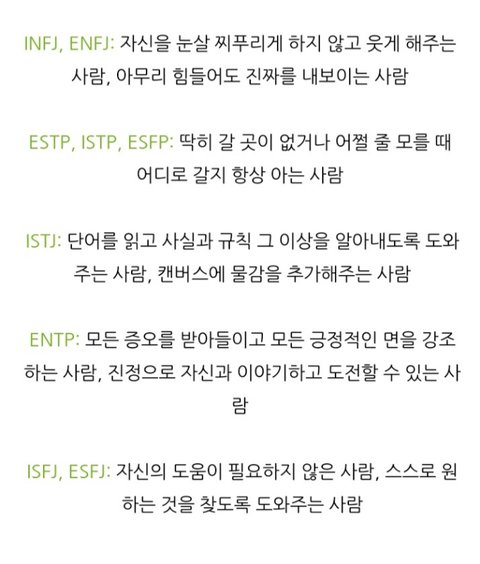 INFJ, ENFJ: 자신을 눈살 찌푸리게 하지 않고 웃게 해주는
사람, 아무리 힘들어도 진짜를 내보이는 사람
ESTP, ISTP, ESFP: 딱히 갈 곳이 없거나 어쩔 줄 모를 때
어디로 갈지 항상 아는 사람
ISTJ: 단어를 읽고 사실과 규칙 그 이상을 알아내도록 도와
주는 사람, 캔버스에 물감을 추가해주는 사람
ENTP: 모든 증오를 받아들이고 모든 긍정적인 면을 강조
하는 사람, 진정으로 자신과 이야기하고 도전할 수 있는 사
람
ISFJ, ESFJ: 자신의 도움이 필요하지 않은 사람, 스스로 원
하는 것을 찾도록 도와주는 사람